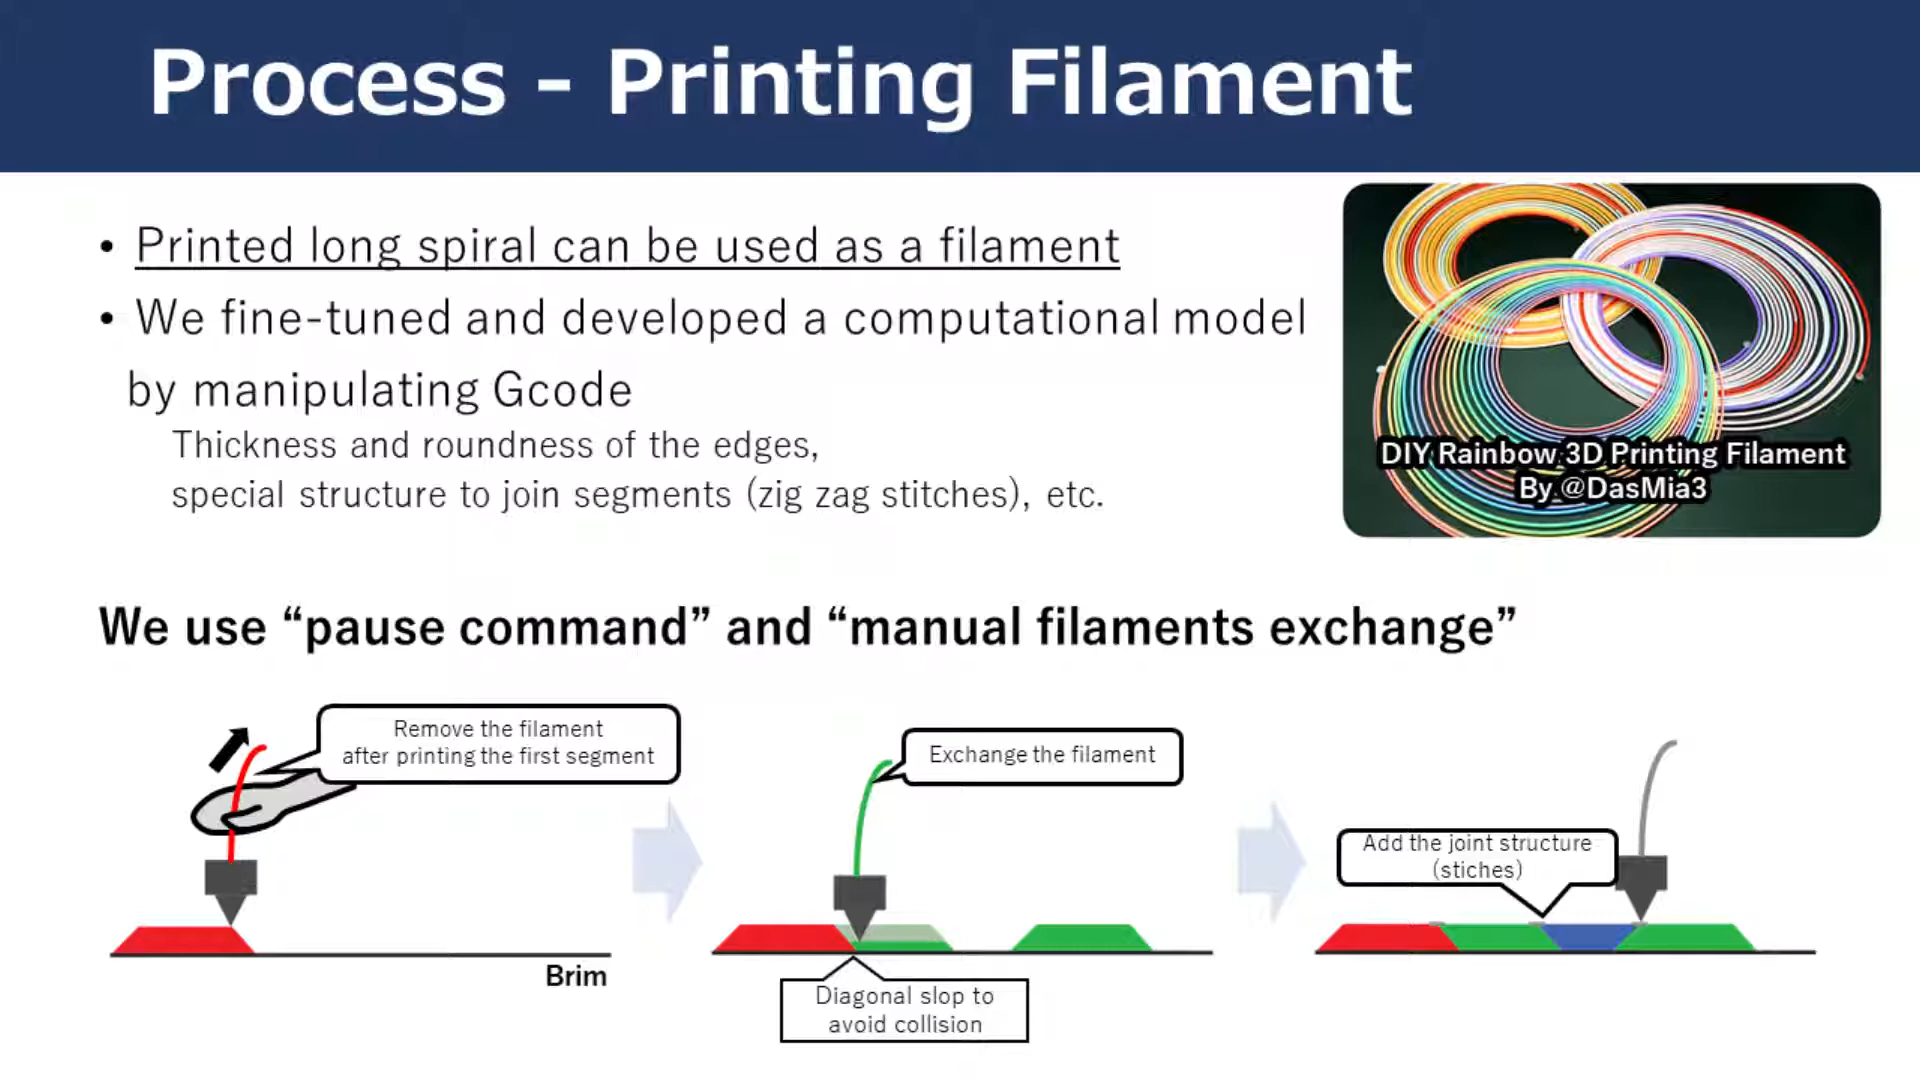 Process - Printing Filament
• Printed long spiral can be used as a filament
• We fine-tuned and developed a computational model
by manipulating Gcode
Thickness and roundness of the edges,
special structure to join segments (zig zag stitches), etc.
DIY Rainbow 3D Printing Filament
By @DasMia3
We use “pause command” and “manual filaments exchange”
Remove the filament
after printing the first segment
Brim
Exchange the filament
Diagonal slop to
avoid collision
Add the joint structure
(stiches)